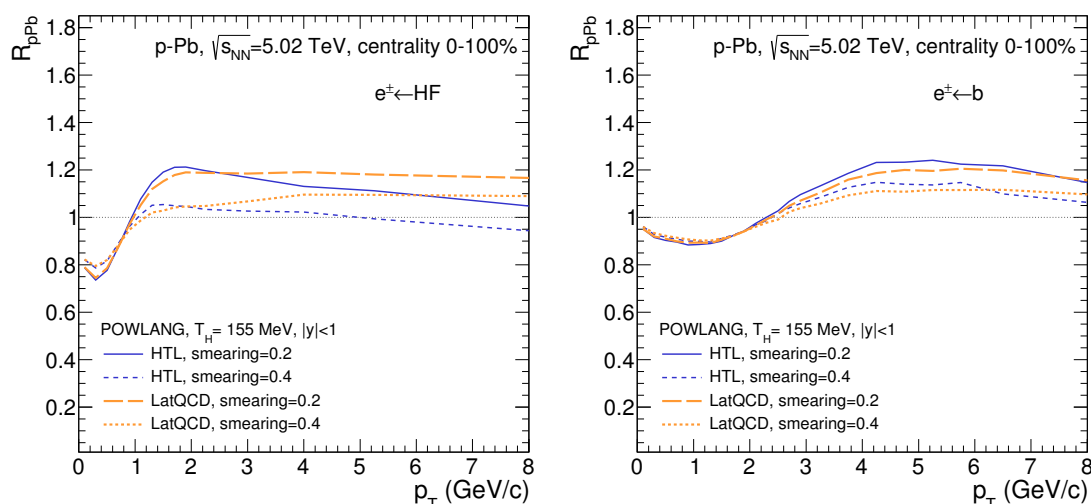 R_pPb
1.8
1.6
1.4
1.2
1
0.8
0.6
0.4
0.2
p-Pb, √s_NN=5.02 TeV, centrality 0-100%
e±←HF
POWLANG, T_H= 155 MeV, |y|<1
HTL, smearing=0.2
HTL, smearing=0.4
LatQCD, smearing=0.2
LatQCD, smearing=0.4
0 1 2 3 4 5 6 7 8
p_T (GeV/c)
R_pPb
1.8
1.6
1.4
1.2
1
0.8
0.6
0.4
0.2
p-Pb, √s_NN=5.02 TeV, centrality 0-100%
e±←b
POWLANG, T_H= 155 MeV, |y|<1
HTL, smearing=0.2
HTL, smearing=0.4
LatQCD, smearing=0.2
LatQCD, smearing=0.4
0 1 2 3 4 5 6 7 8
p_T (GeV/c)